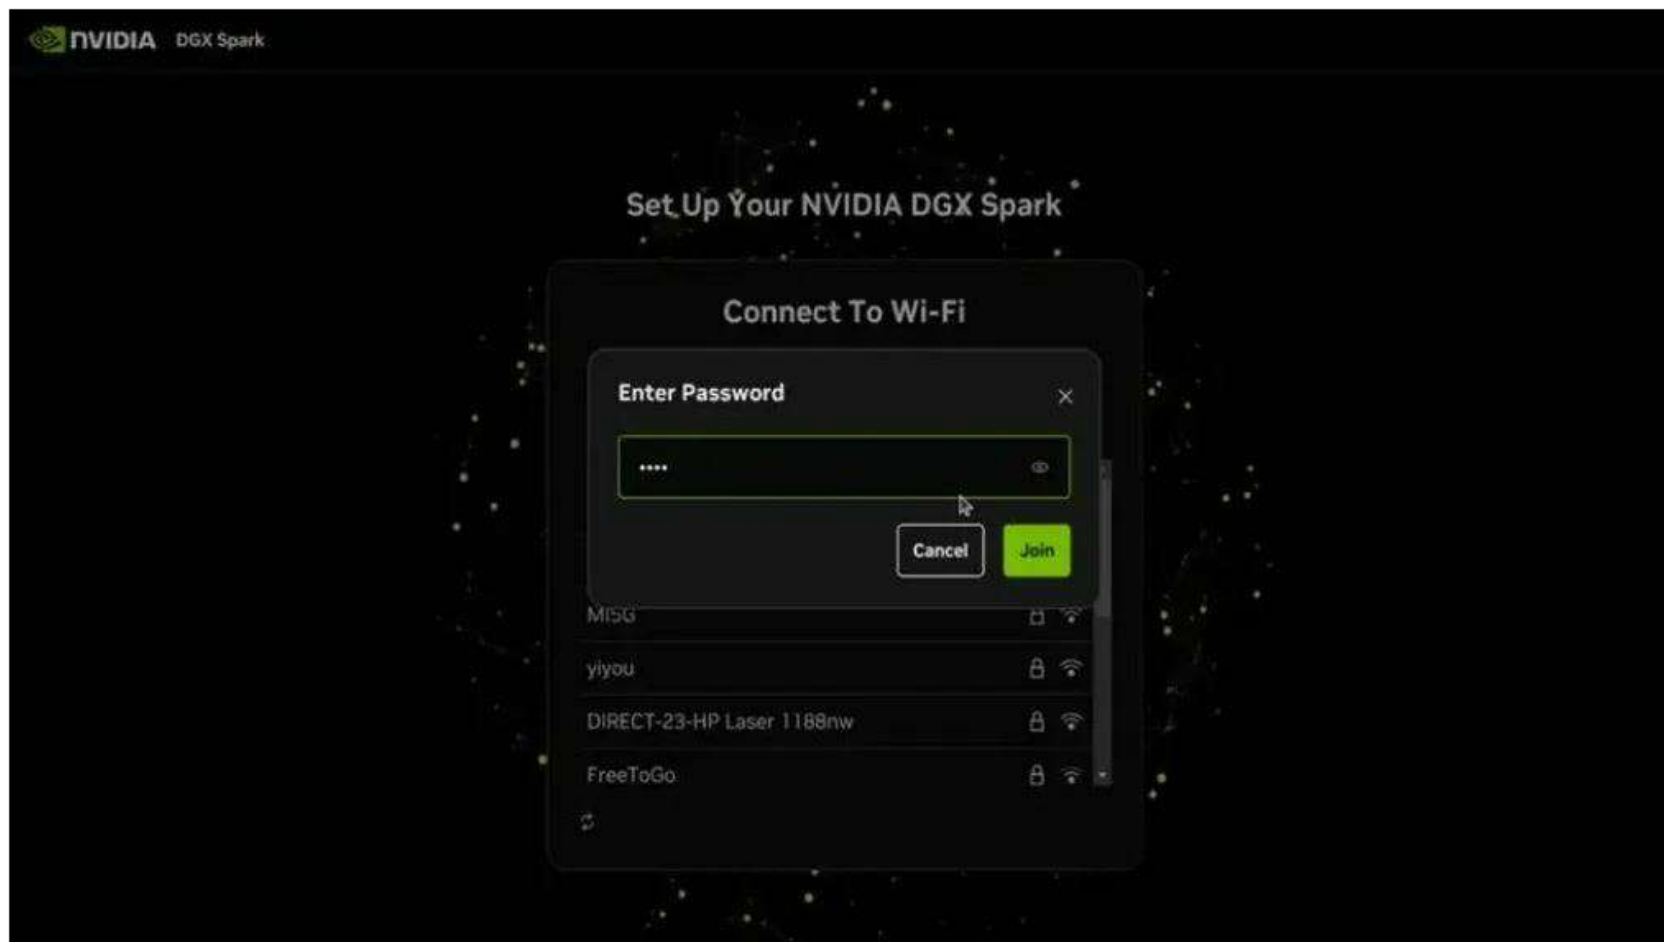 NVIDIA DGX Spark
Set Up Your NVIDIA DGX Spark
Connect To Wi-Fi
Enter Password
••••
Cancel
Join
MI5G
yiyou
DIRECT-23-HP Laser 1188nw
FreeToGo